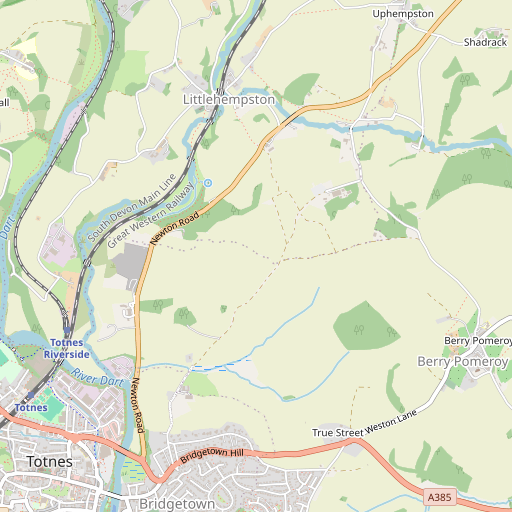 Uphempston
Shadrack
all
Littlehempston
South Devon Main Line
Great Western Railway
Dart
Newton Road
Totnes
Riverside
Berry Pomeroy
Berry Pomeroy
River Dart
Newton Road
Totnes
True Street
Weston Lane
Bridgetown Hill
Totnes
A385
Bridgetown